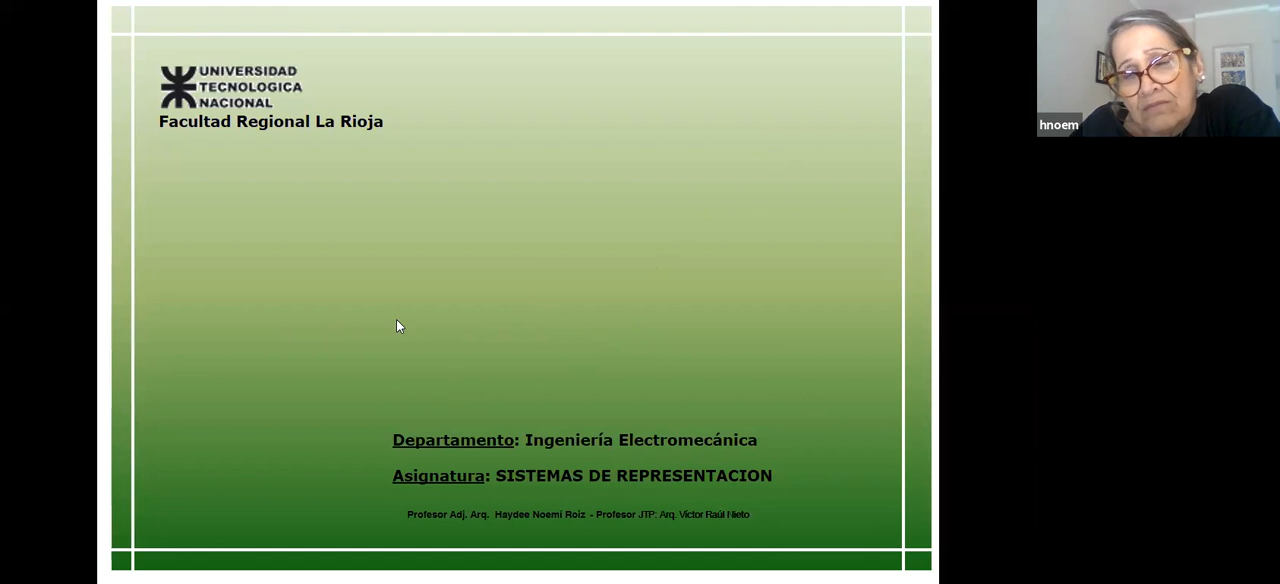 UNIVERSIDAD
TECNOLOGICA
NACIONAL
Facultad Regional La Rioja
hnoem
Departamento: Ingeniería Electromecánica
Asignatura: SISTEMAS DE REPRESENTACION
Profesor Adj. Arq. Haydee Noemi Roiz - Profesor JTP: Arq. Víctor Raúl Nieto